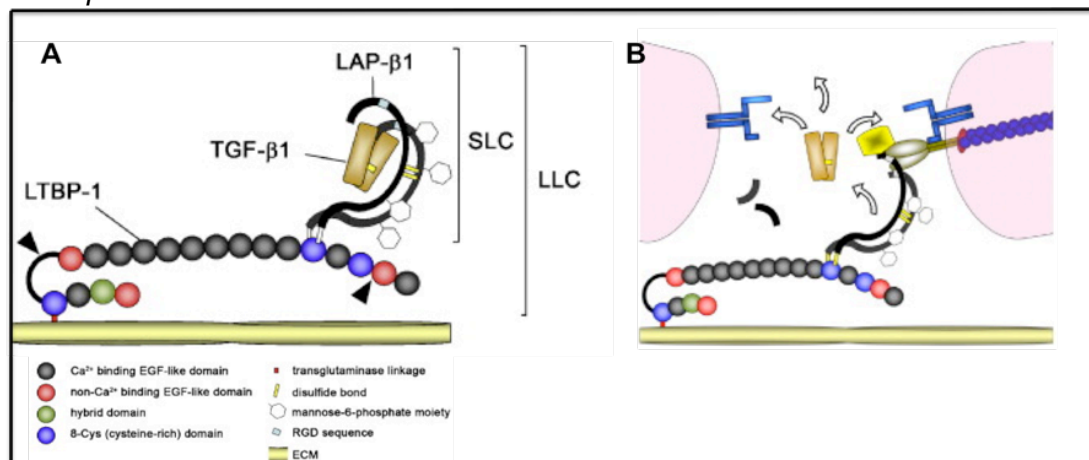 A
LAP-β1
TGF-β1
SLC
LTBP-1
LLC
B
Ca²⁺ binding EGF-like domain
non-Ca²⁺ binding EGF-like domain
hybrid domain
8-Cys (cysteine-rich) domain
transglutaminase linkage
disulfide bond
mannose-6-phosphate moiety
RGD sequence
ECM